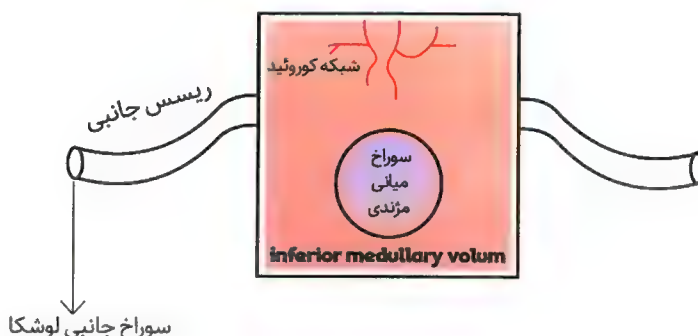 شبکه کوروئید
ریسس جانبی
سوراخ
میانی
مژندی
inferior medullary volum
سوراخ جانبی لوشکا